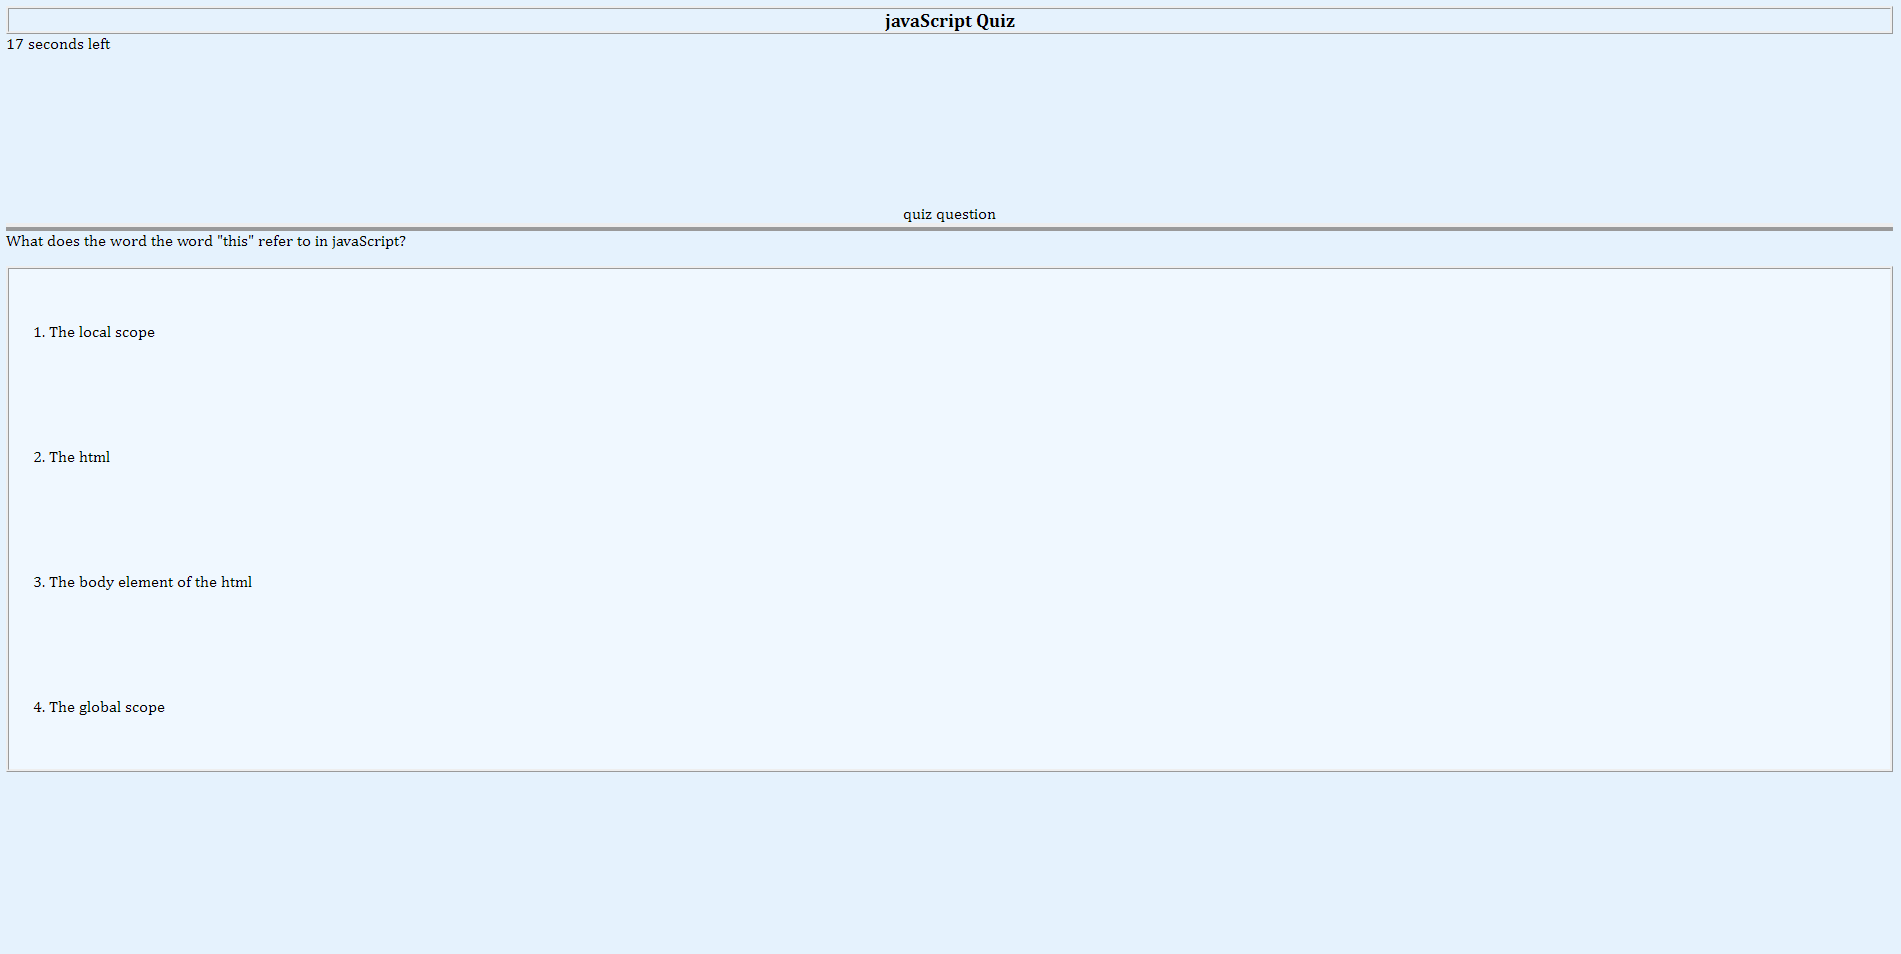 javaScript Quiz
17 seconds left
quiz question
What does the word the word "this" refer to in javaScript?
1. The local scope
2. The html
3. The body element of the html
4. The global scope